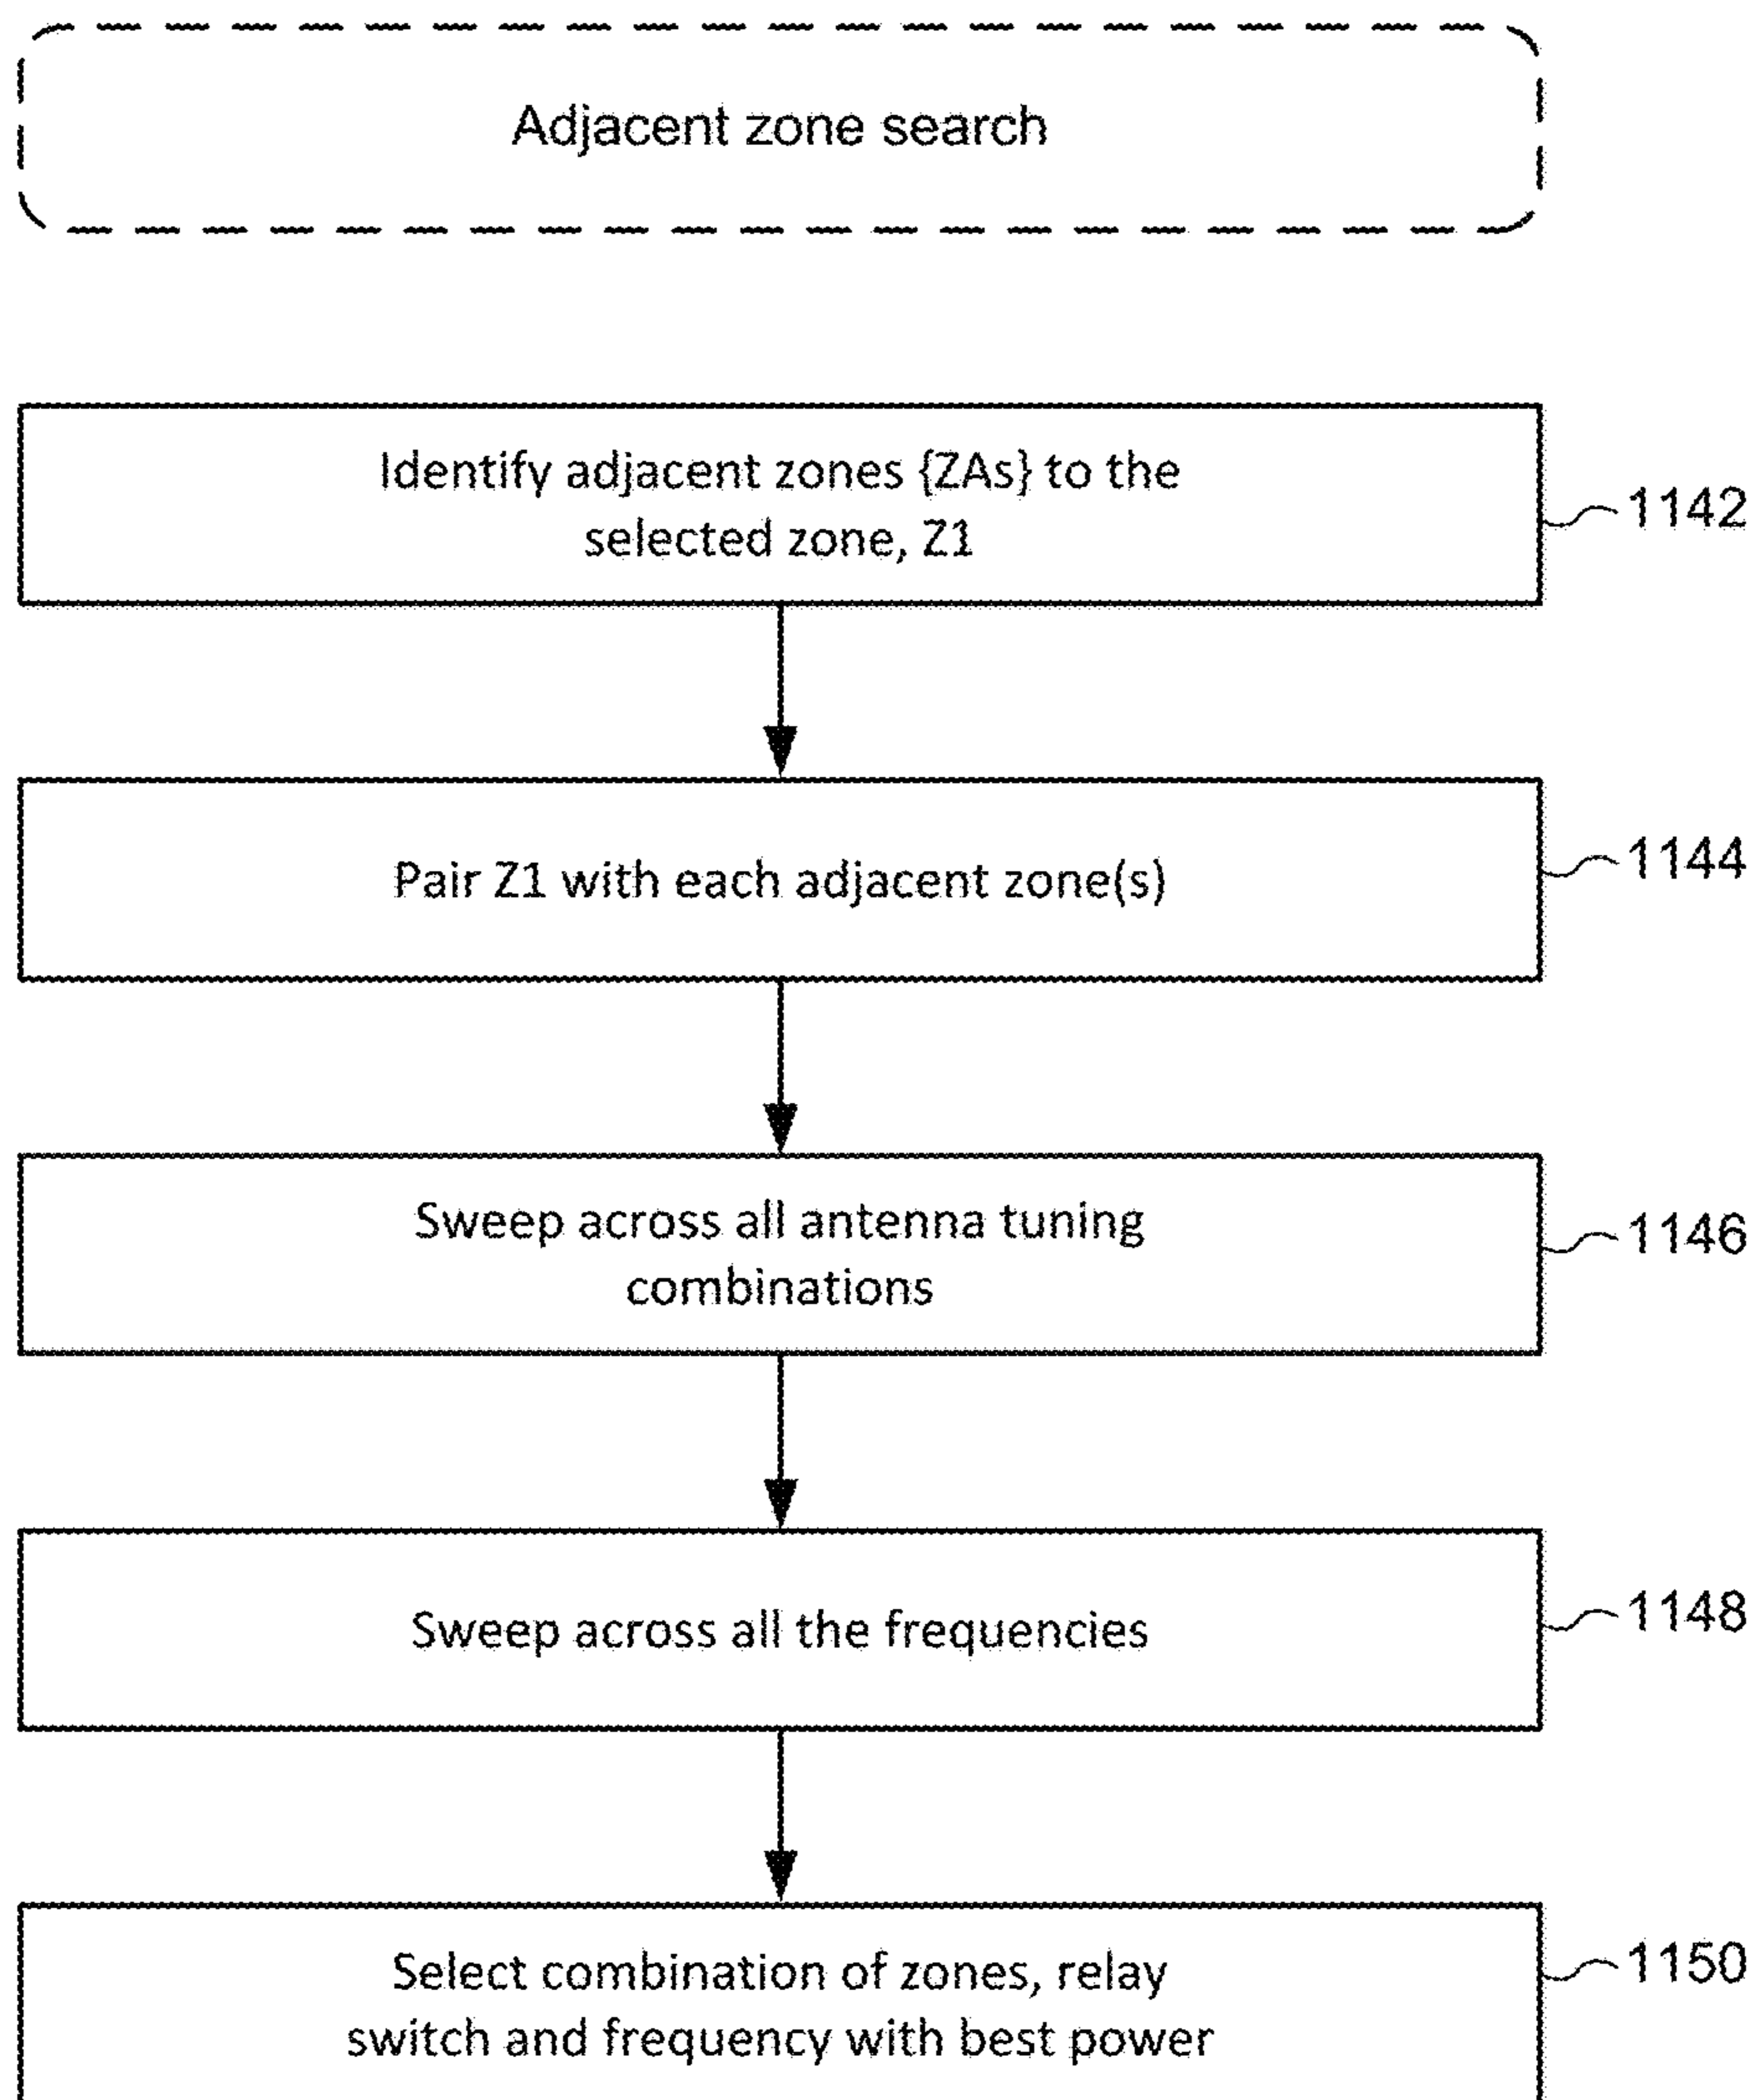 Adjacent zone search
Identify adjacent zones {ZAs} to the
selected zone, Z1
1142
Pair Z1 with each adjacent zone(s)
1144
Sweep across all antenna tuning
combinations
1146
Sweep across all the frequencies
1148
Select combination of zones, relay
switch and frequency with best power
1150